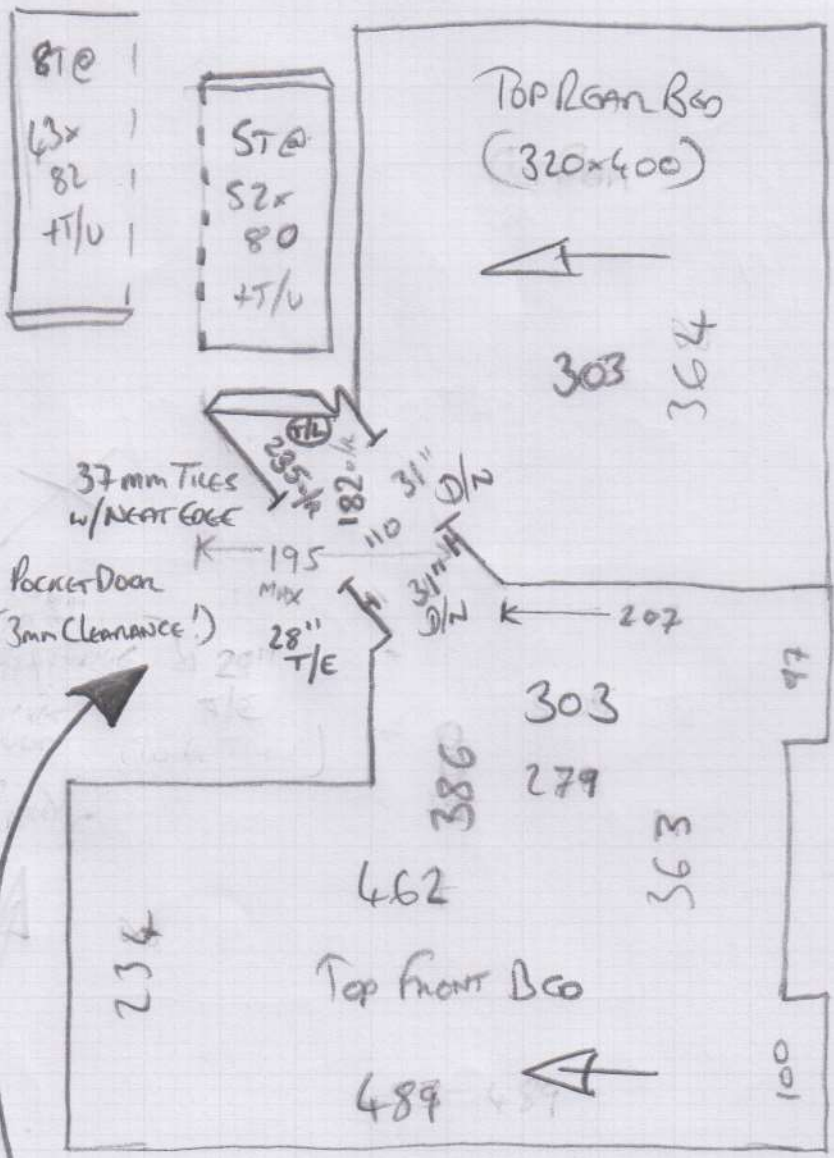 8T@
43x
82
+T/U
5T@
52x
80
+T/U
TOP REAR BED
(320x400)
303
364
T/L
235 o/a
182 o/a
31"
D/N
110
37mm TILES
w/NEAT EDGE
195
MAX
31"
D/N
POCKET DOOR
(3mm CLEARANCE!)
28"
T/E
207
97
303
279
386
363
462
234
TOP FRONT BED
489
100